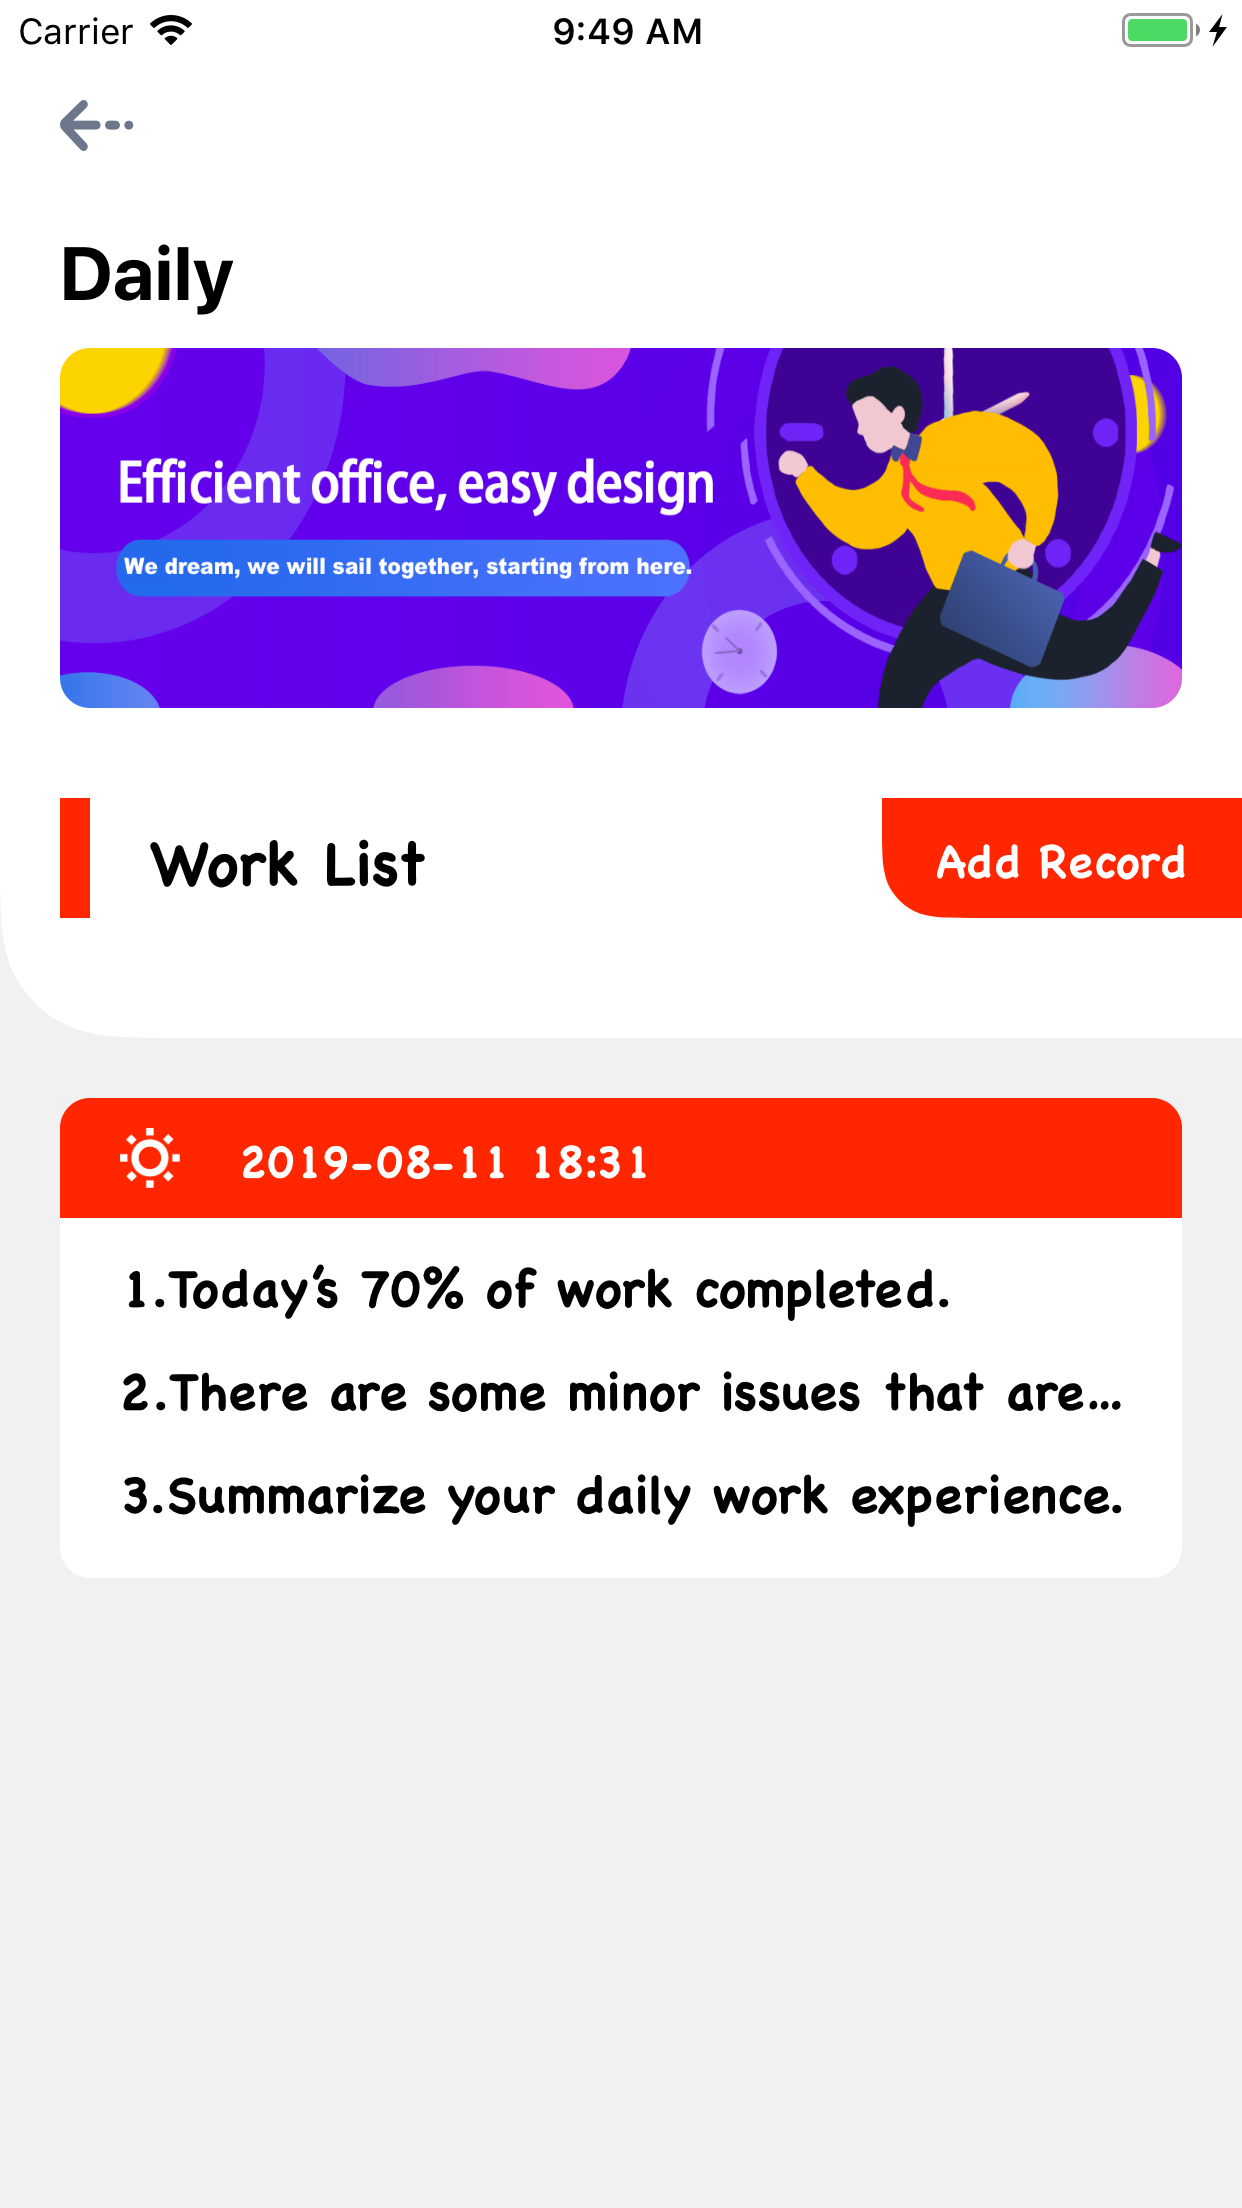 Carrier 9:49 AM
Daily
Efficient office, easy design
We dream, we will sail together, starting from here.
Work List
Add Record
2019-08-11 18:31
1.Today's 70% of work completed.
2.There are some minor issues that are...
3.Summarize your daily work experience.